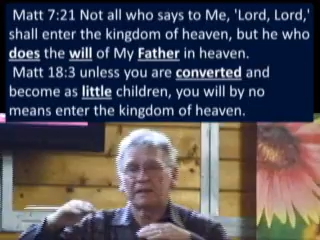 Matt 7:21 Not all who says to Me, 'Lord, Lord,'
shall enter the kingdom of heaven, but he who
does the will of My Father in heaven.
Matt 18:3 unless you are converted and
become as little children, you will by no
means enter the kingdom of heaven.